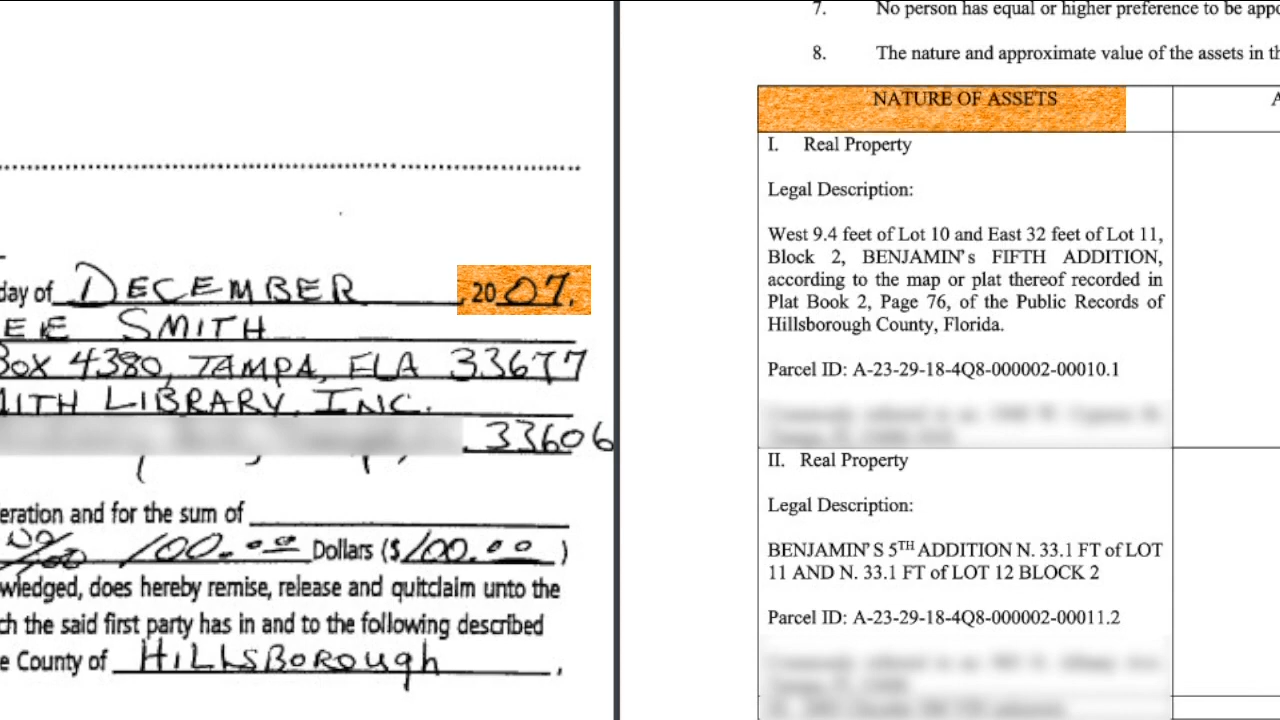 day of DECEMBER, 2007.
EE SMITH
BOX 4380, TAMPA, FLA 33677
MITH LIBRARY, INC.
33606
eration and for the sum of
100.00 Dollars ($100.00)
wledged, does hereby remise, release and quitclaim unto the
ch the said first party has in and to the following described
e County of HILLSBOROugh,
7. No person has equal or higher preference to be appo
8. The nature and approximate value of the assets in th
NATURE OF ASSETS
A
I. Real Property
Legal Description:
West 9.4 feet of Lot 10 and East 32 feet of Lot 11,
Block 2, BENJAMIN's FIFTH ADDITION,
according to the map or plat thereof recorded in
Plat Book 2, Page 76, of the Public Records of
Hillsborough County, Florida.
Parcel ID: A-23-29-18-4Q8-000002-00010.1
II. Real Property
Legal Description:
BENJAMIN'S 5TH ADDITION N. 33.1 FT of LOT
11 AND N. 33.1 FT of LOT 12 BLOCK 2
Parcel ID: A-23-29-18-4Q8-000002-00011.2